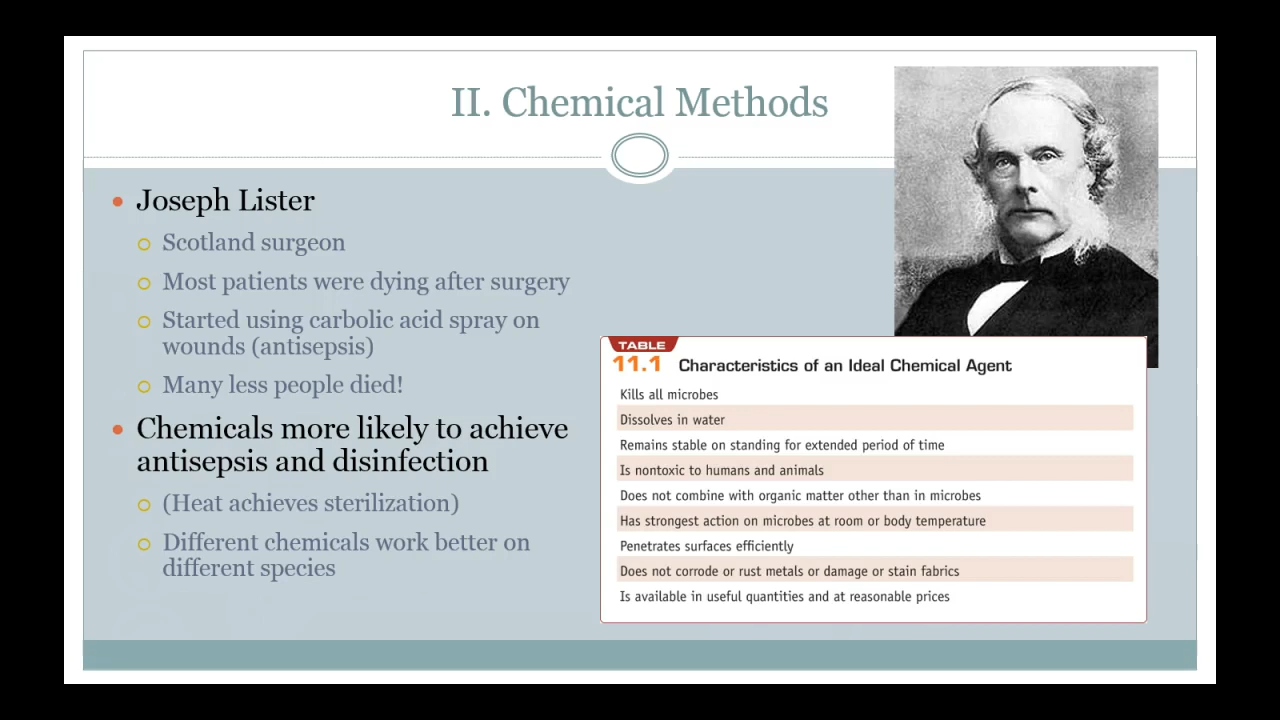 II. Chemical Methods
• Joseph Lister
○ Scotland surgeon
○ Most patients were dying after surgery
○ Started using carbolic acid spray on
wounds (antisepsis)
○ Many less people died!
• Chemicals more likely to achieve
antisepsis and disinfection
○ (Heat achieves sterilization)
○ Different chemicals work better on
different species
TABLE
11.1 Characteristics of an Ideal Chemical Agent
Kills all microbes
Dissolves in water
Remains stable on standing for extended period of time
Is nontoxic to humans and animals
Does not combine with organic matter other than in microbes
Has strongest action on microbes at room or body temperature
Penetrates surfaces efficiently
Does not corrode or rust metals or damage or stain fabrics
Is available in useful quantities and at reasonable prices